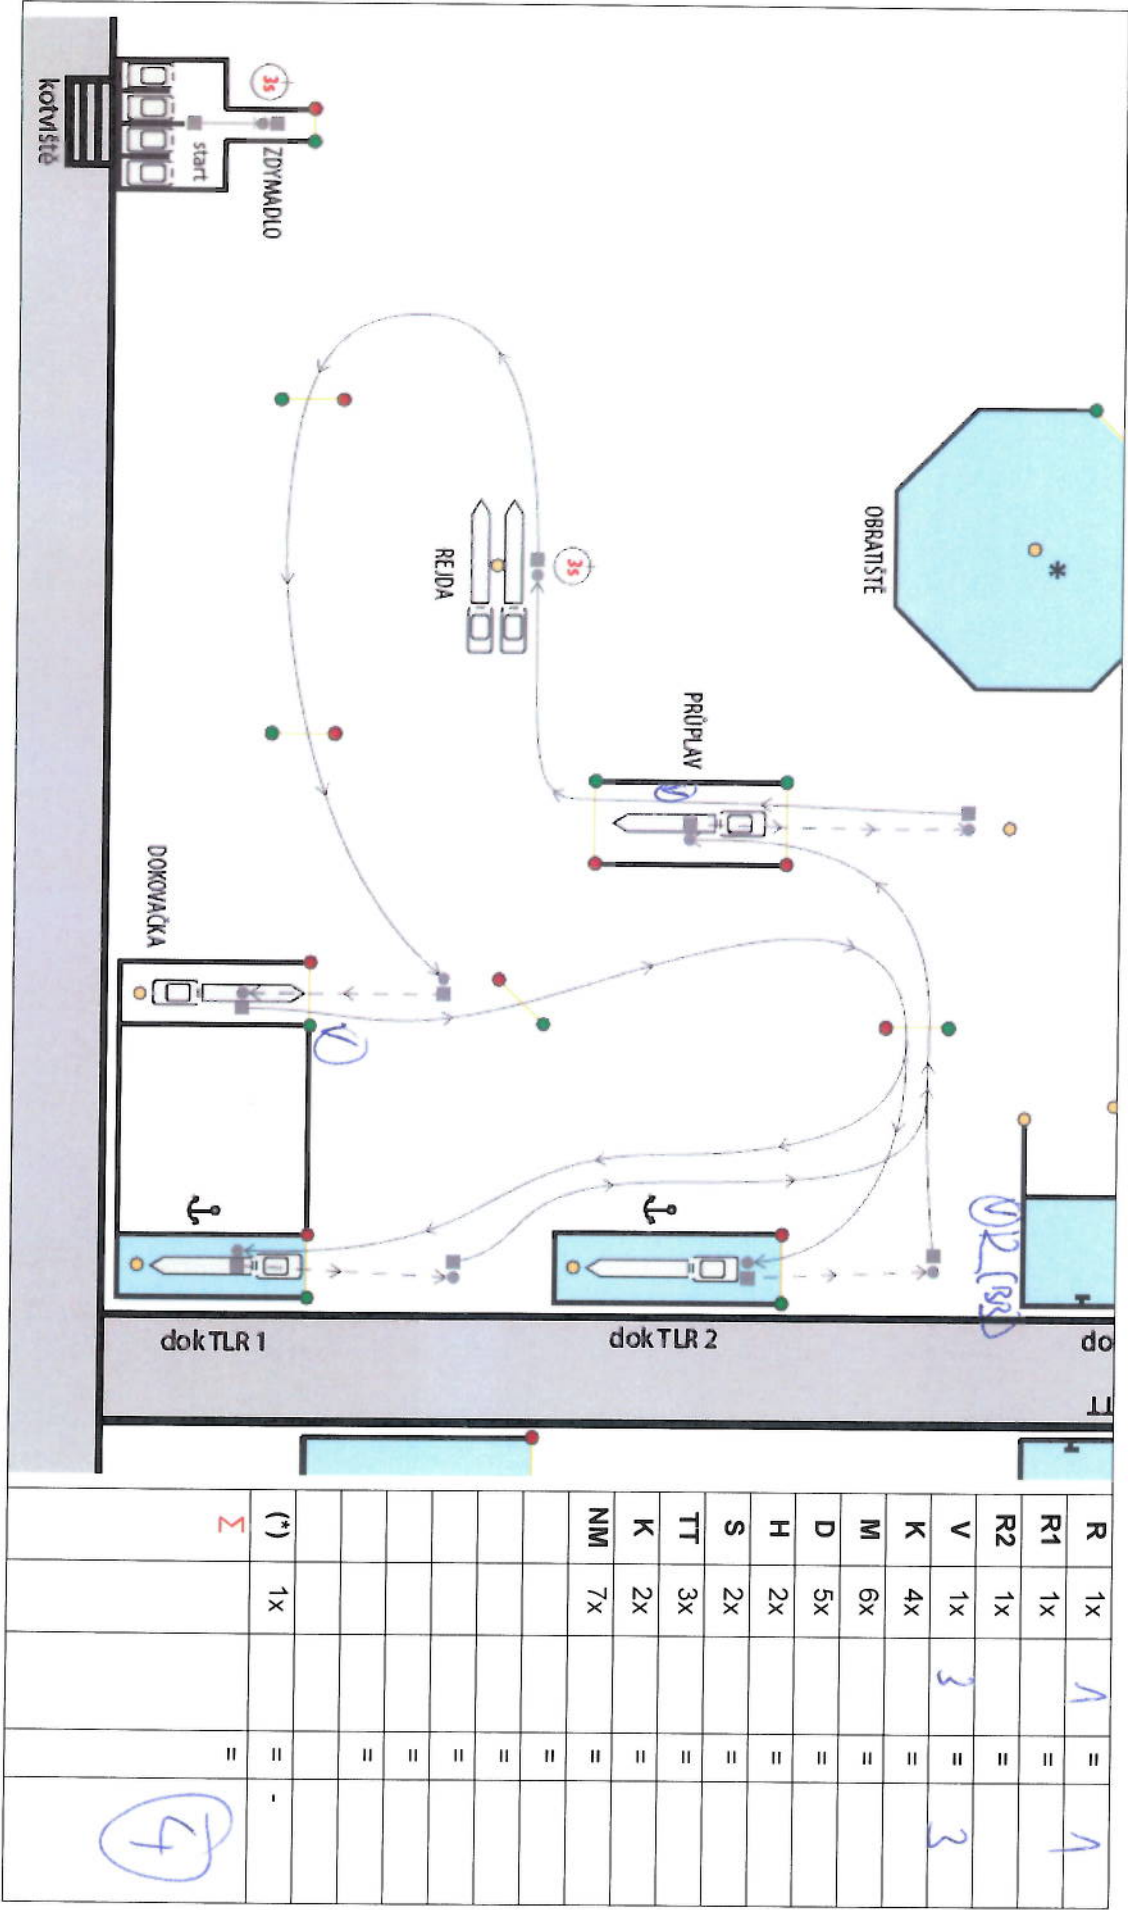 *
OBRATIŠTĚ
do
dok TLR 2
PRŮPLAV
V
3s
REJDA
V
3s
ZDYMADLO
start
DOKOVAČKA
dok TLR 1
kotviště
R 1x 1 = 1
R1 1x =
R2 1x =
V 1x 3 = 3
K 4x =
M 6x =
D 5x =
H 2x =
S 2x =
TT 3x =
K 2x =
NM 7x =
=
=
=
=
=
(*) 1x = -
Σ = 4